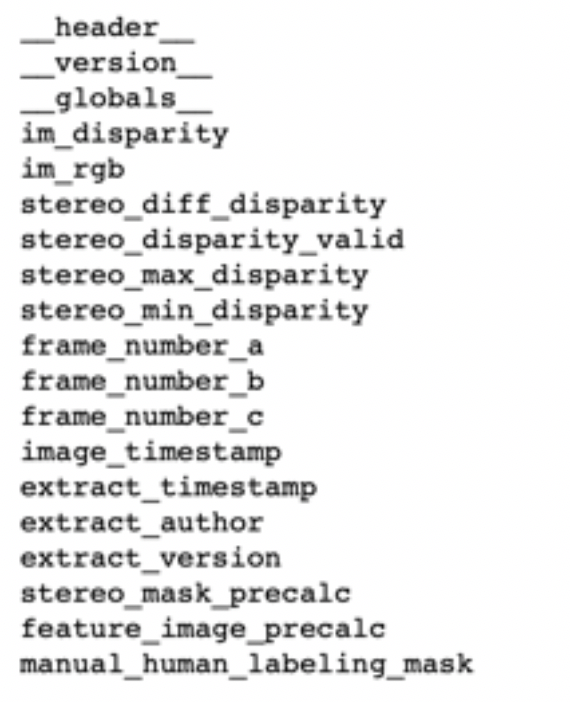 __header__
__version__
__globals__
im_disparity
im_rgb
stereo_diff_disparity
stereo_disparity_valid
stereo_max_disparity
stereo_min_disparity
frame_number_a
frame_number_b
frame_number_c
image_timestamp
extract_timestamp
extract_author
extract_version
stereo_mask_precalc
feature_image_precalc
manual_human_labeling_mask